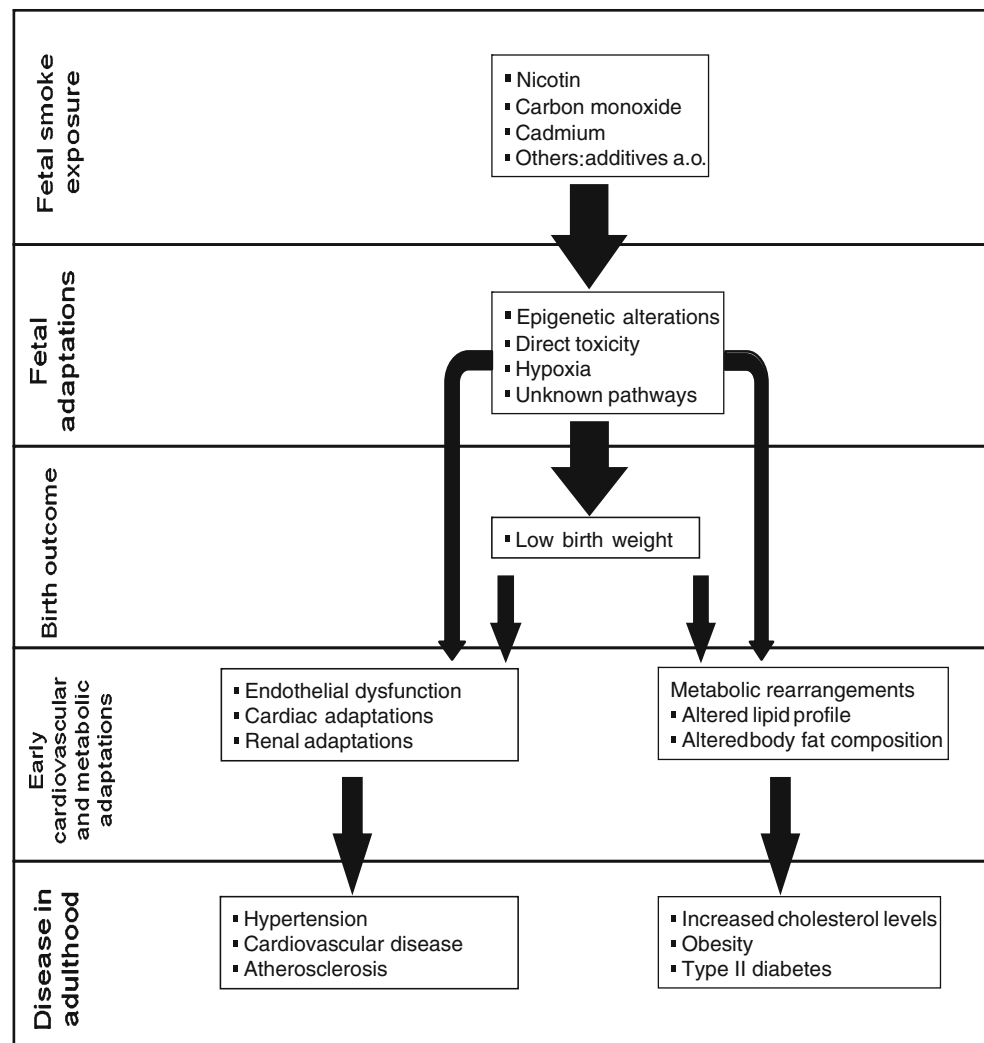 Fetal smoke
exposure
▪ Nicotin
▪ Carbon monoxide
▪ Cadmium
▪ Others:additives a.o.
Fetal
adaptations
▪ Epigenetic alterations
▪ Direct toxicity
▪ Hypoxia
▪ Unknown pathways
Birth outcome
▪ Low birth weight
Early
cardiovascular
and metabolic
adaptations
▪ Endothelial dysfunction
▪ Cardiac adaptations
▪ Renal adaptations
Metabolic rearrangements
▪ Altered lipid profile
▪ Alteredbody fat composition
Disease in
adulthood
▪ Hypertension
▪ Cardiovascular disease
▪ Atherosclerosis
▪ Increased cholesterol levels
▪ Obesity
▪ Type II diabetes